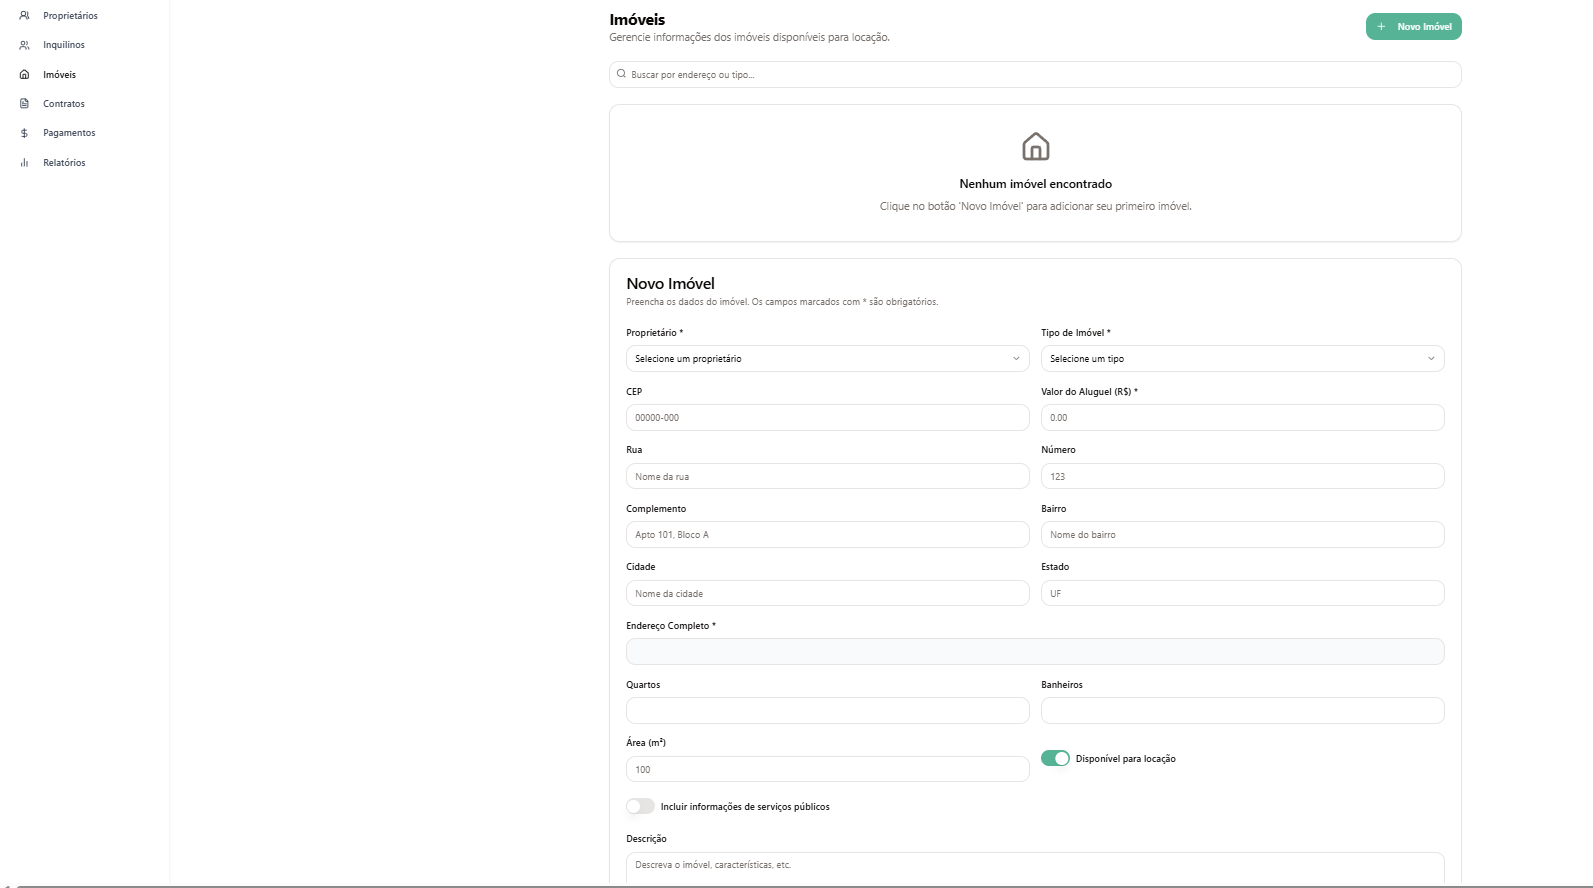 Proprietários
Inquilinos
Imóveis
Contratos
Pagamentos
Relatórios
Imóveis
Gerencie informações dos imóveis disponíveis para locação.
+ Novo Imóvel
Buscar por endereço ou tipo...
Nenhum imóvel encontrado
Clique no botão 'Novo Imóvel' para adicionar seu primeiro imóvel.
Novo Imóvel
Preencha os dados do imóvel. Os campos marcados com * são obrigatórios.
Proprietário *
Selecione um proprietário
Tipo de Imóvel *
Selecione um tipo
CEP
00000-000
Valor do Aluguel (R$) *
0.00
Rua
Nome da rua
Número
123
Complemento
Apto 101, Bloco A
Bairro
Nome do bairro
Cidade
Nome da cidade
Estado
UF
Endereço Completo *
Quartos
Banheiros
Área (m²)
100
Disponível para locação
Incluir informações de serviços públicos
Descrição
Descreva o imóvel, características, etc.